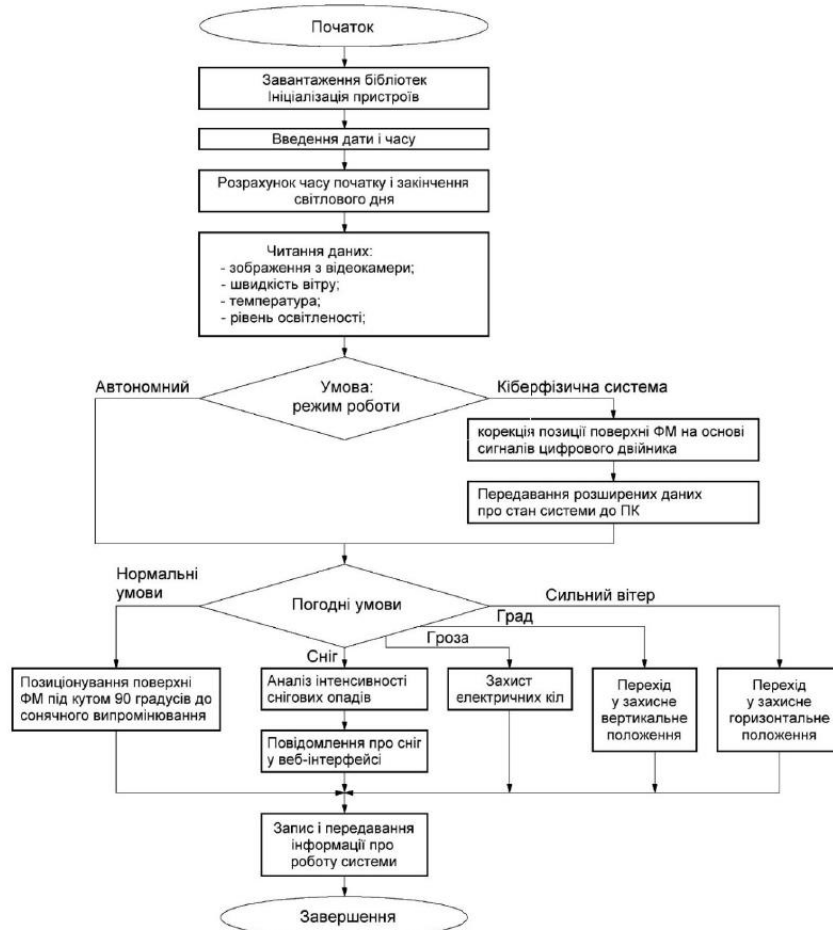 Початок
Завантаження бібліотек
Ініціалізація пристроїв
Введення дати і часу
Розрахунок часу початку і закінчення
світлового дня
Читання даних:
- зображення з відеокамери;
- швидкість вітру;
- температура;
- рівень освітленості;
Автономний
Умова:
режим роботи
Кіберфізична система
корекція позиції поверхні ФМ на основі
сигналів цифрового двійника
Передавання розширених даних
про стан системи до ПК
Нормальні
умови
Погодні умови
Сильний вітер
Град
Гроза
Сніг
Позиціонування поверхні
ФМ під кутом 90 градусів до
сонячного випромінювання
Аналіз інтенсивності
снігових опадів
Повідомлення про сніг
у веб-інтерфейсі
Захист
електричних кіл
Перехід
у захисне
вертикальне
положення
Перехід
у захисне
горизонтальне
положення
Запис і передавання
інформації про
роботу системи
Завершення